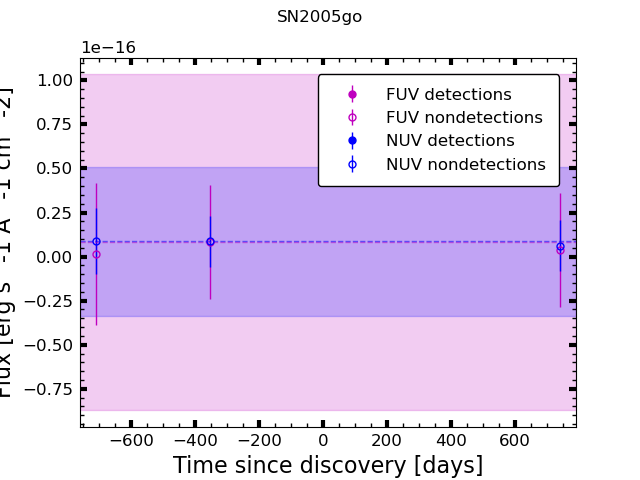 SN2005go
1e−16
FUV detections
FUV nondetections
NUV detections
NUV nondetections
1.00
0.75
0.50
0.25
0.00
−0.25
−0.50
−0.75
Flux [erg s -1 A -1 cm -2]
−600 −400 −200 0 200 400 600
Time since discovery [days]